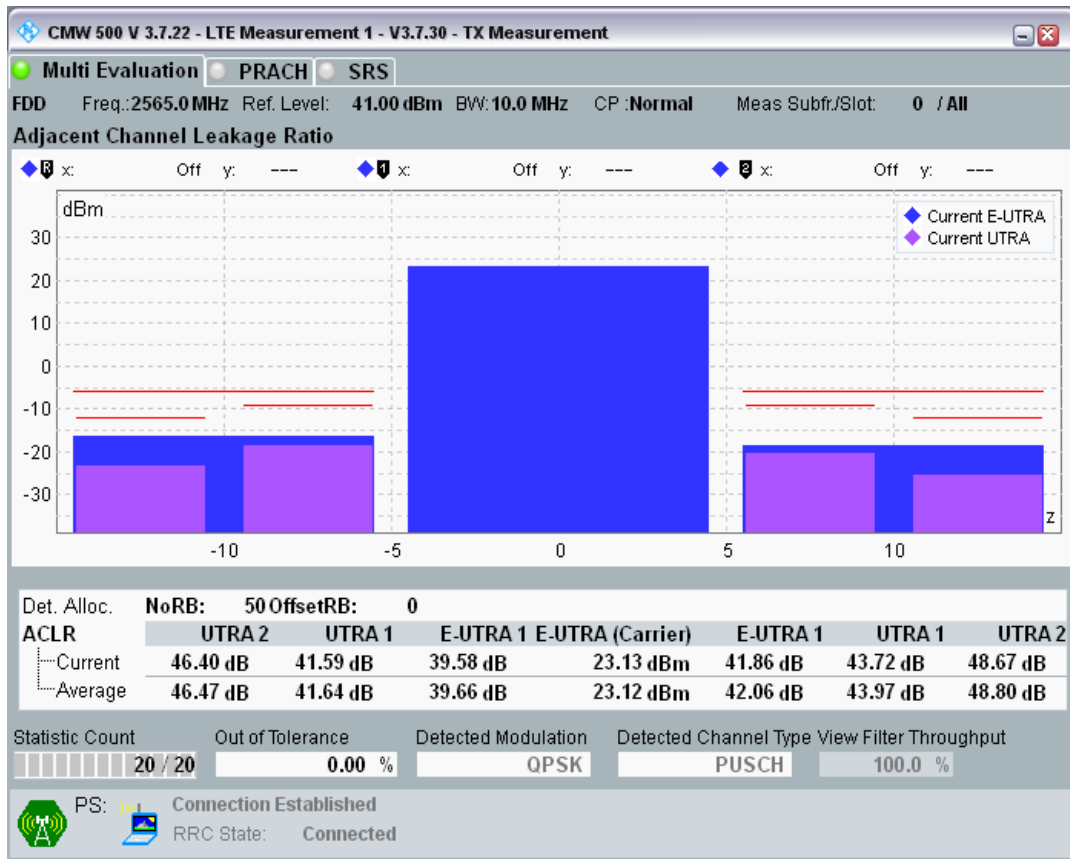 CMW 500 V 3.7.22 - LTE Measurement 1 - V3.7.30 - TX Measurement
Multi Evaluation PRACH SRS
FDD Freq.:2565.0 MHz Ref. Level: 41.00 dBm BW:10.0 MHz CP :Normal Meas Subfr./Slot: 0 / All
Adjacent Channel Leakage Ratio
R x: Off y: --- 1 x: Off y: --- 2 x: Off y: ---
dBm
Current E-UTRA
Current UTRA
30
20
10
0
-10
-20
-30
z
-10 -5 0 5 10
Det. Alloc. NoRB: 50 OffsetRB: 0
ACLR UTRA 2 UTRA 1 E-UTRA 1 E-UTRA (Carrier) E-UTRA 1 UTRA 1 UTRA 2
Current 46.40 dB 41.59 dB 39.58 dB 23.13 dBm 41.86 dB 43.72 dB 48.67 dB
Average 46.47 dB 41.64 dB 39.66 dB 23.12 dBm 42.06 dB 43.97 dB 48.80 dB
Statistic Count Out of Tolerance Detected Modulation Detected Channel Type View Filter Throughput
20 / 20 0.00 % QPSK PUSCH 100.0 %
PS: Connection Established
RRC State: Connected